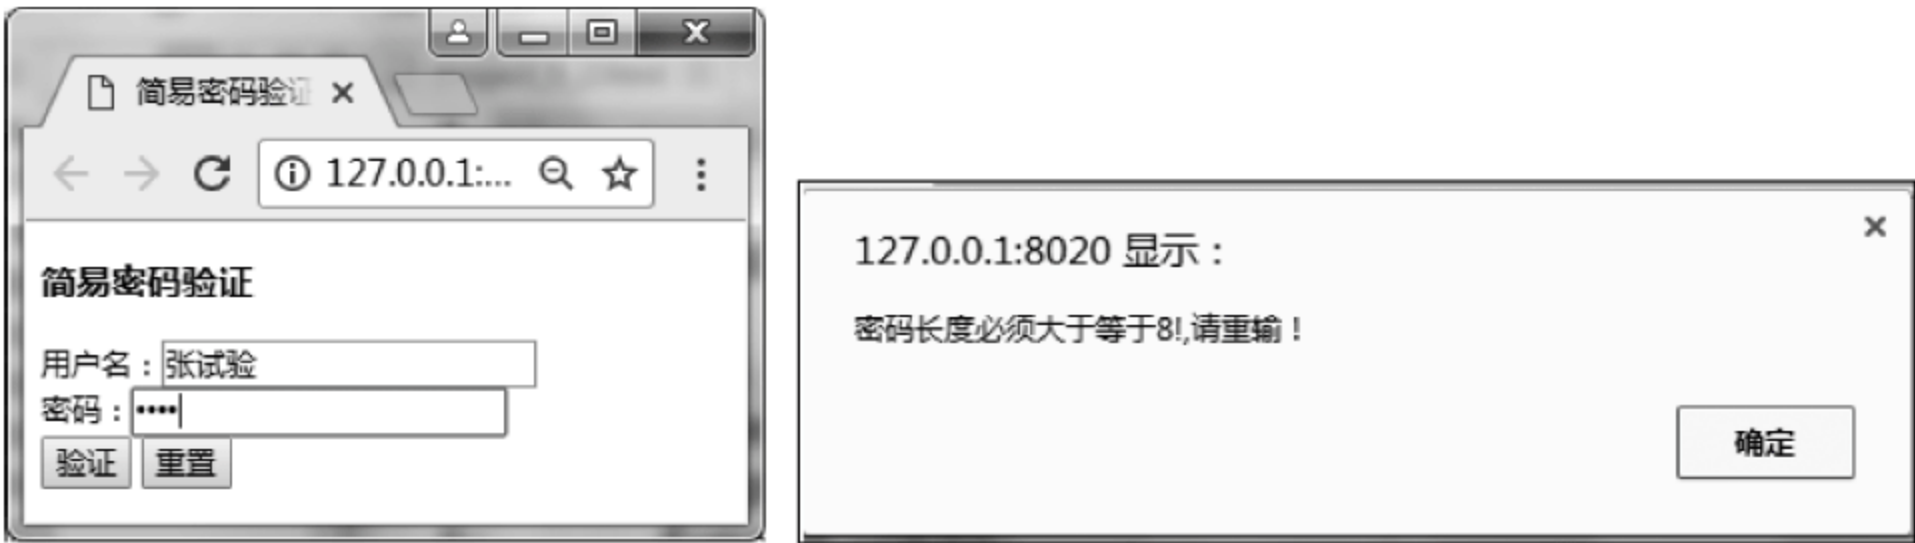 简易密码验证
127.0.0.1:...
简易密码验证
用户名：张试验
密码：••••
验证 重置
127.0.0.1:8020 显示：
密码长度必须大于等于8!,请重输！
确定